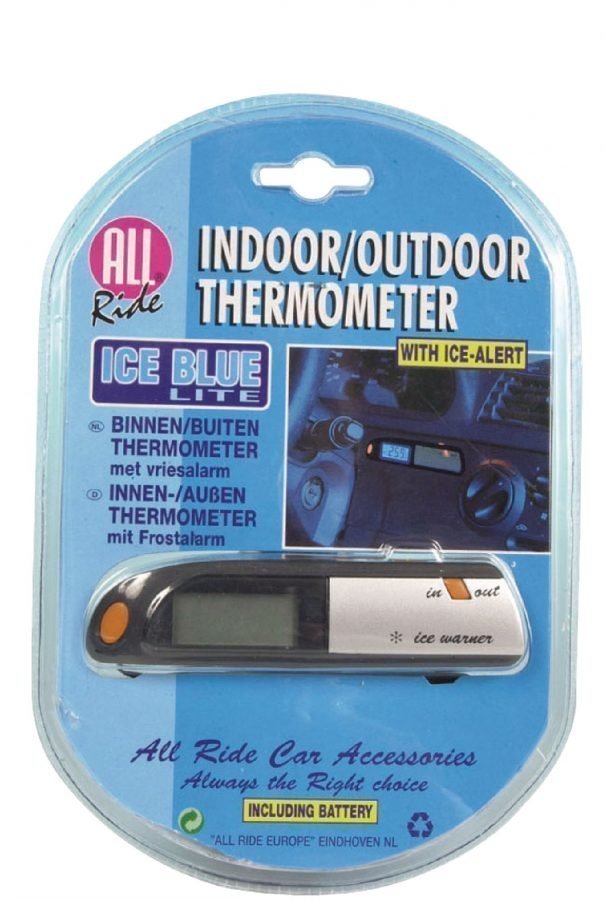 ALL®
Ride
INDOOR/OUTDOOR
THERMOMETER
WITH ICE-ALERT
ICE BLUE
LITE
NL BINNEN/BUITEN
THERMOMETER
met vriesalarm
D INNEN-/AUßEN
THERMOMETER
mit Frostalarm
in out
* ice warner
All Ride Car Accessories
Always the Right choice
INCLUDING BATTERY
"ALL RIDE EUROPE" EINDHOVEN NL